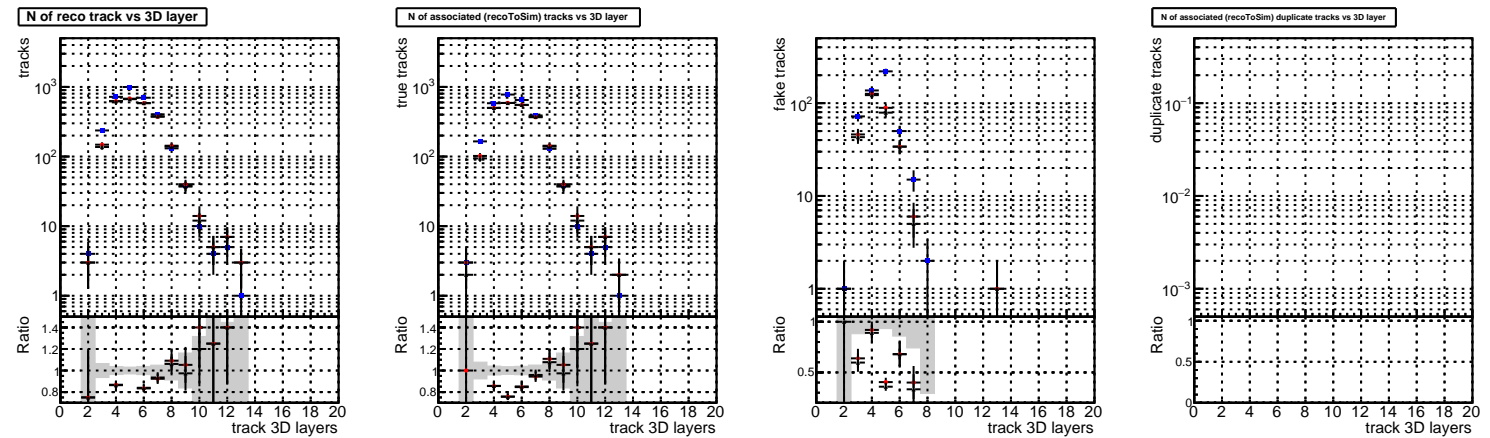 N of reco track vs 3D layer
tracks
10³
10²
10
1
Ratio
1.4
1.2
1
0.8
0 2 4 6 8 10 12 14 16 18 20
track 3D layers
N of associated (recoToSim) tracks vs 3D layer
true tracks
10³
10²
10
1
Ratio
1.4
1.2
1
0.8
0 2 4 6 8 10 12 14 16 18 20
track 3D layers
fake tracks
10²
10
1
Ratio
1
0.5
0 2 4 6 8 10 12 14 16 18 20
track 3D layers
N of associated (recoToSim) duplicate tracks vs 3D layer
duplicate tracks
10⁻¹
10⁻²
10⁻³
Ratio
1
0.5
0
0 2 4 6 8 10 12 14 16 18 20
track 3D layers